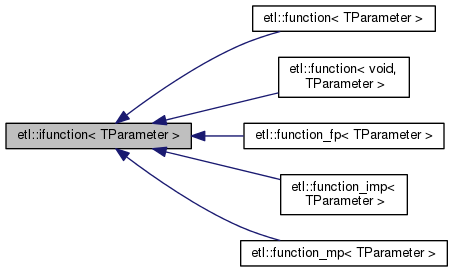 etl::function< TParameter >
etl::function< void,
TParameter >
etl::ifunction< TParameter >
etl::function_fp< TParameter >
etl::function_imp<
TParameter >
etl::function_mp< TParameter >